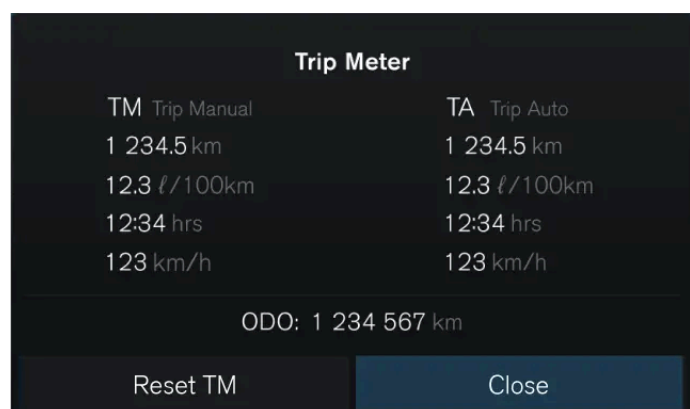 Trip Meter
TM Trip Manual
1 234.5 km
12.3 ℓ/100km
12:34 hrs
123 km/h
TA Trip Auto
1 234.5 km
12.3 ℓ/100km
12:34 hrs
123 km/h
ODO: 1 234 567 km
Reset TM
Close